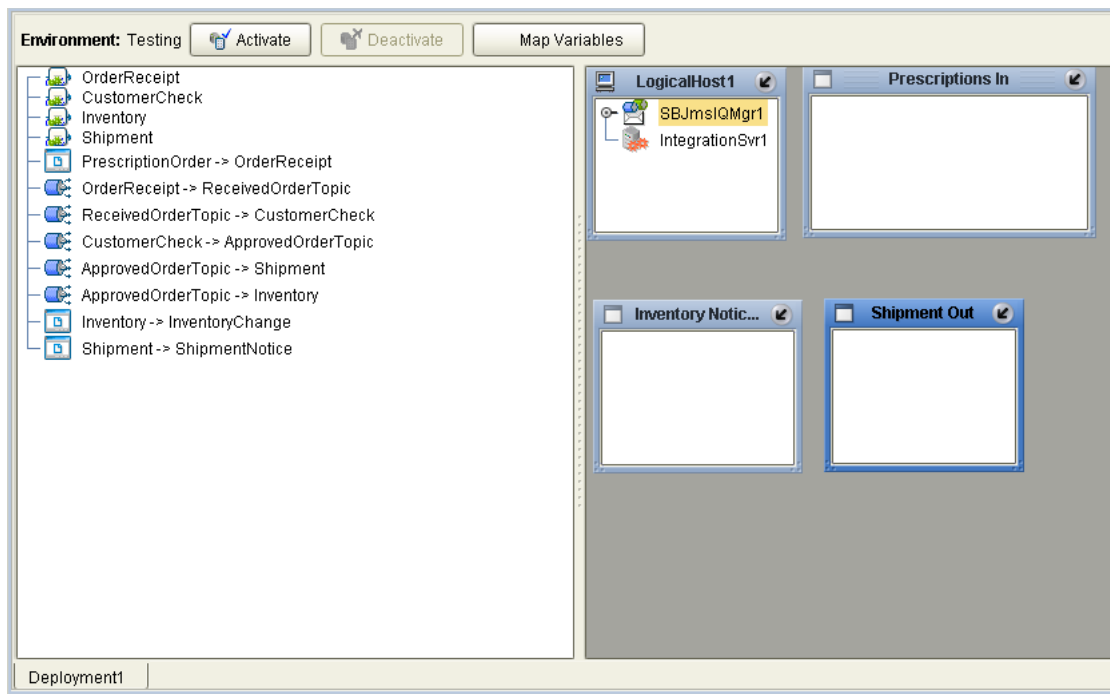 Environment: Testing Activate Deactivate Map Variables
OrderReceipt
CustomerCheck
Inventory
Shipment
PrescriptionOrder -> OrderReceipt
OrderReceipt -> ReceivedOrderTopic
ReceivedOrderTopic -> CustomerCheck
CustomerCheck -> ApprovedOrderTopic
ApprovedOrderTopic -> Shipment
ApprovedOrderTopic -> Inventory
Inventory -> InventoryChange
Shipment -> ShipmentNotice
LogicalHost1
SBJmsIQMgr1
IntegrationSvr1
Prescriptions In
Inventory Notic...
Shipment Out
Deployment1